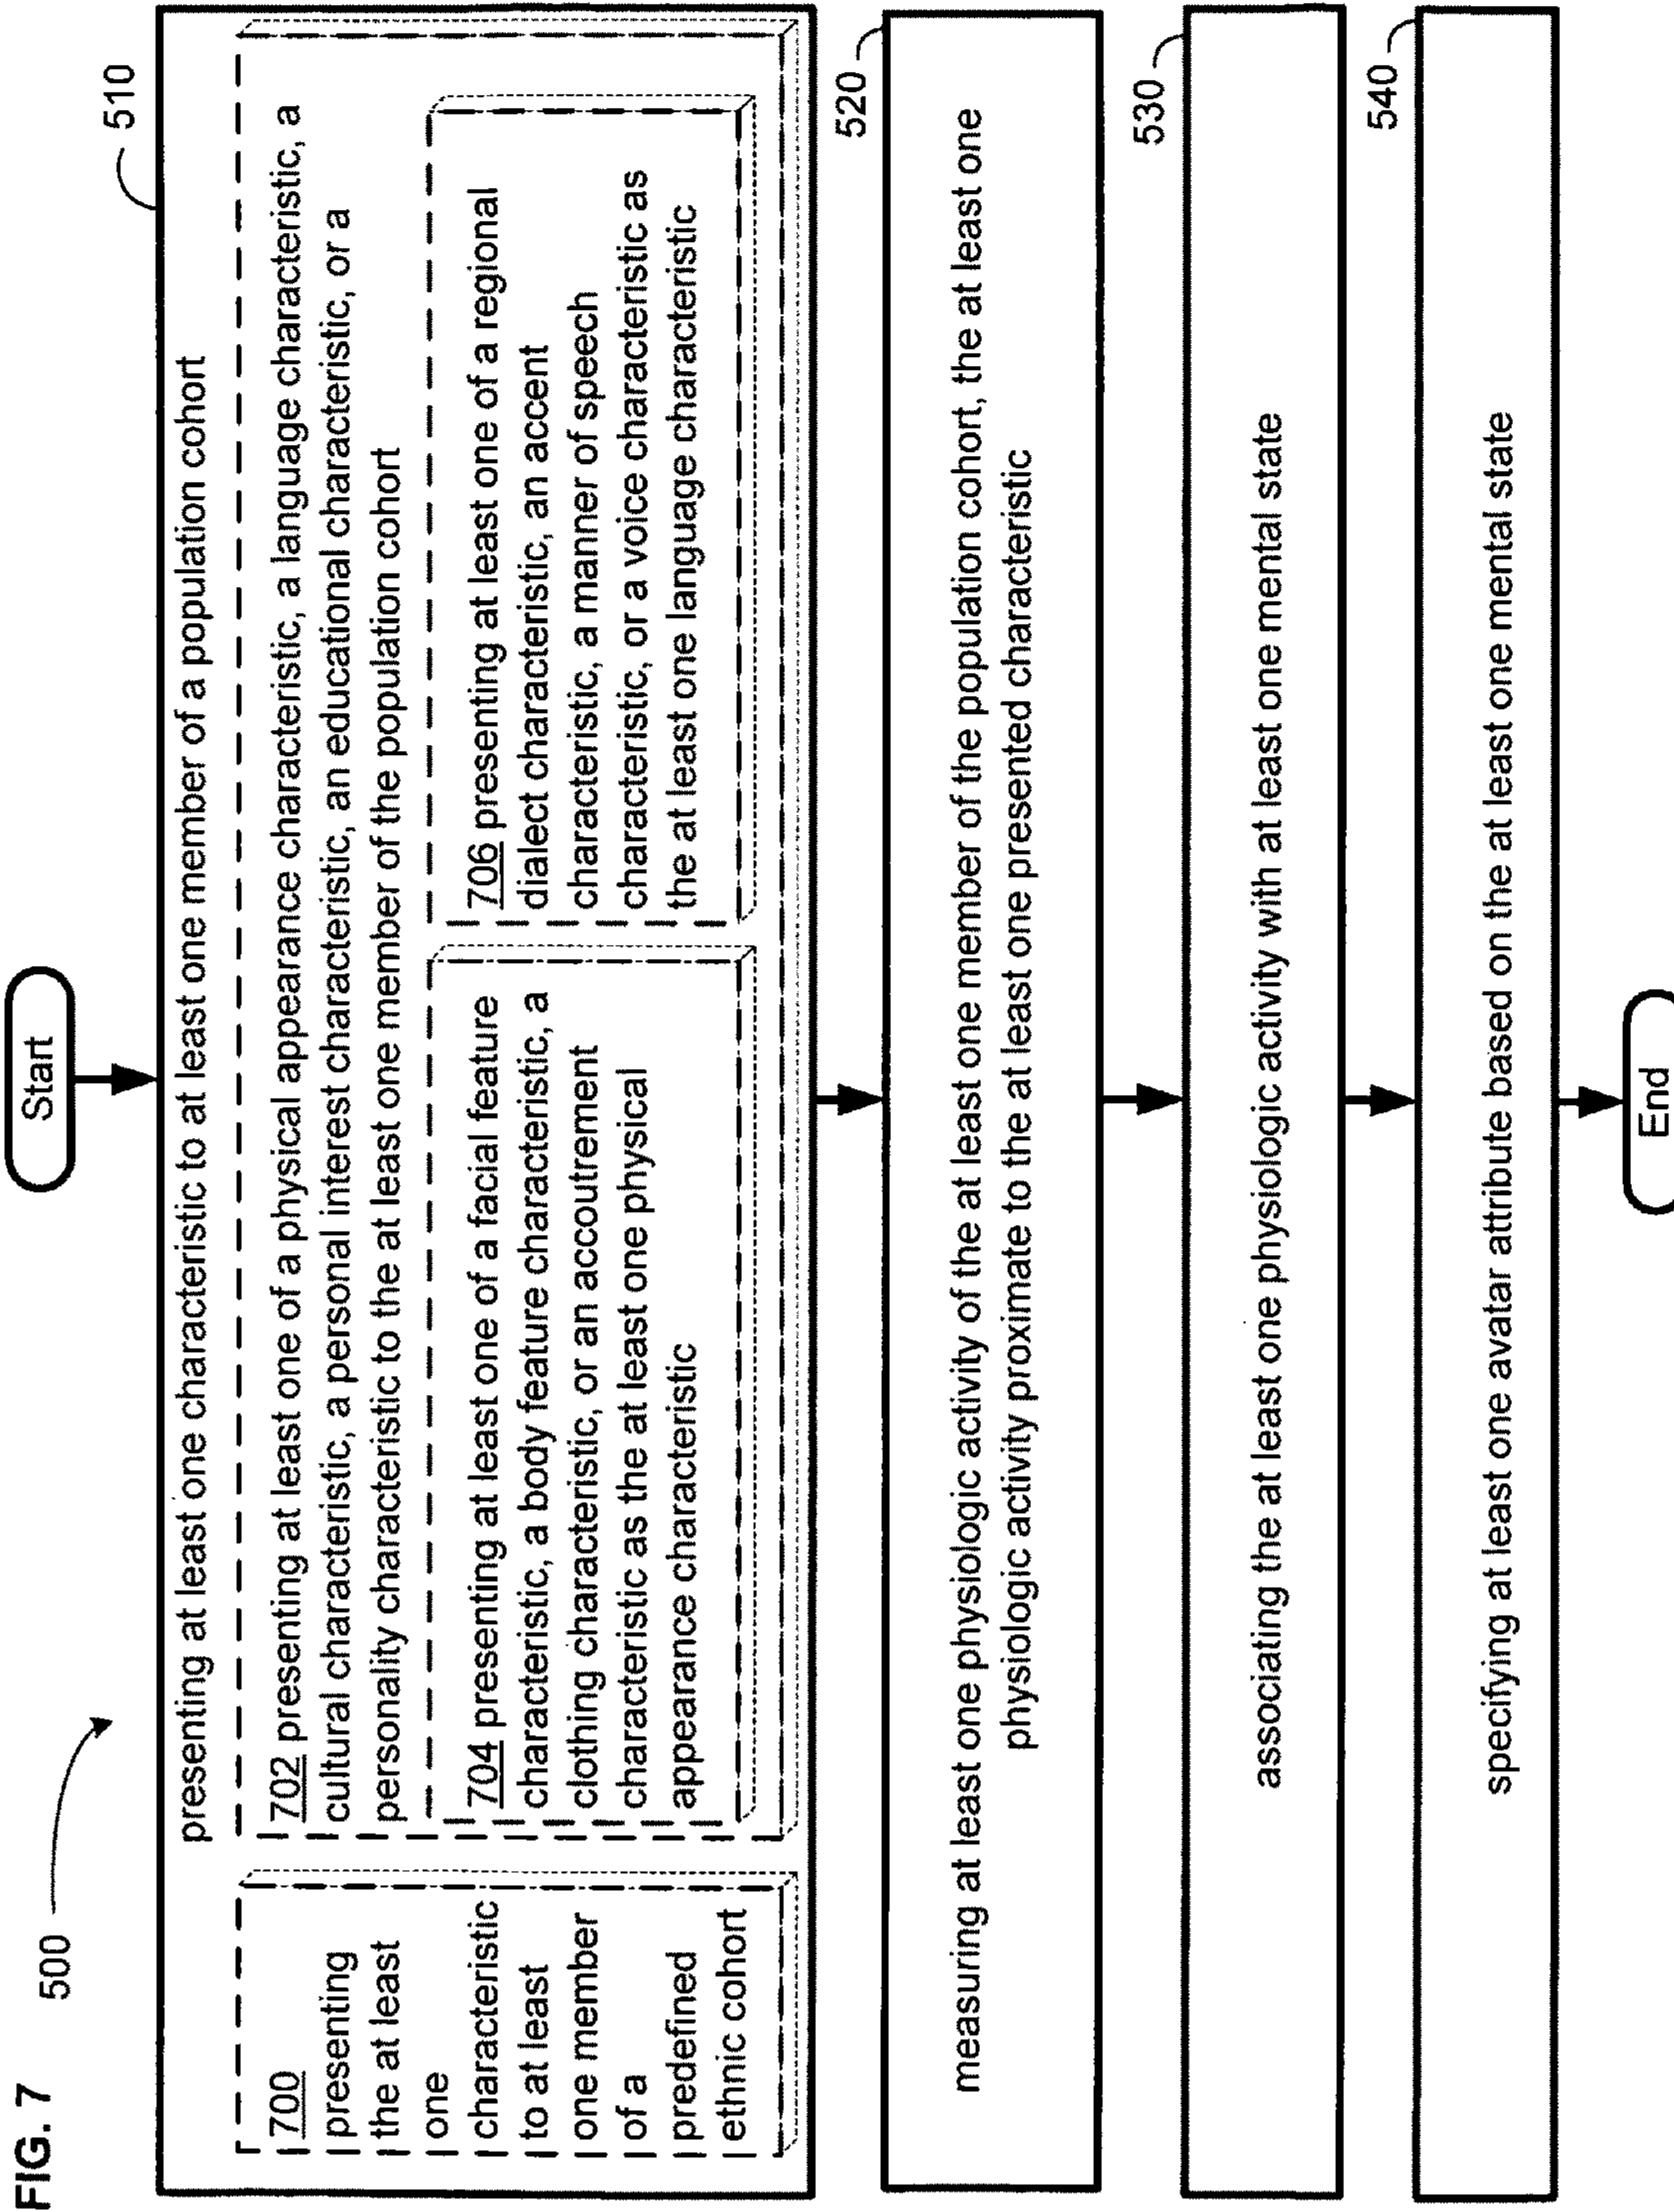 FIG. 7
500
Start
510
presenting at least one characteristic to at least one member of a population cohort
700
presenting
the at least
one
characteristic
to at least
one member
of a
predefined
ethnic cohort
702 presenting at least one of a physical appearance characteristic, a language characteristic, a
cultural characteristic, a personal interest characteristic, an educational characteristic, or a
personality characteristic to the at least one member of the population cohort
704 presenting at least one of a facial feature
characteristic, a body feature characteristic, a
clothing characteristic, or an accoutrement
characteristic as the at least one physical
appearance characteristic
706 presenting at least one of a regional
dialect characteristic, an accent
characteristic, a manner of speech
characteristic, or a voice characteristic as
the at least one language characteristic
520
measuring at least one physiologic activity of the at least one member of the population cohort, the at least one
physiologic activity proximate to the at least one presented characteristic
530
associating the at least one physiologic activity with at least one mental state
540
specifying at least one avatar attribute based on the at least one mental state
End